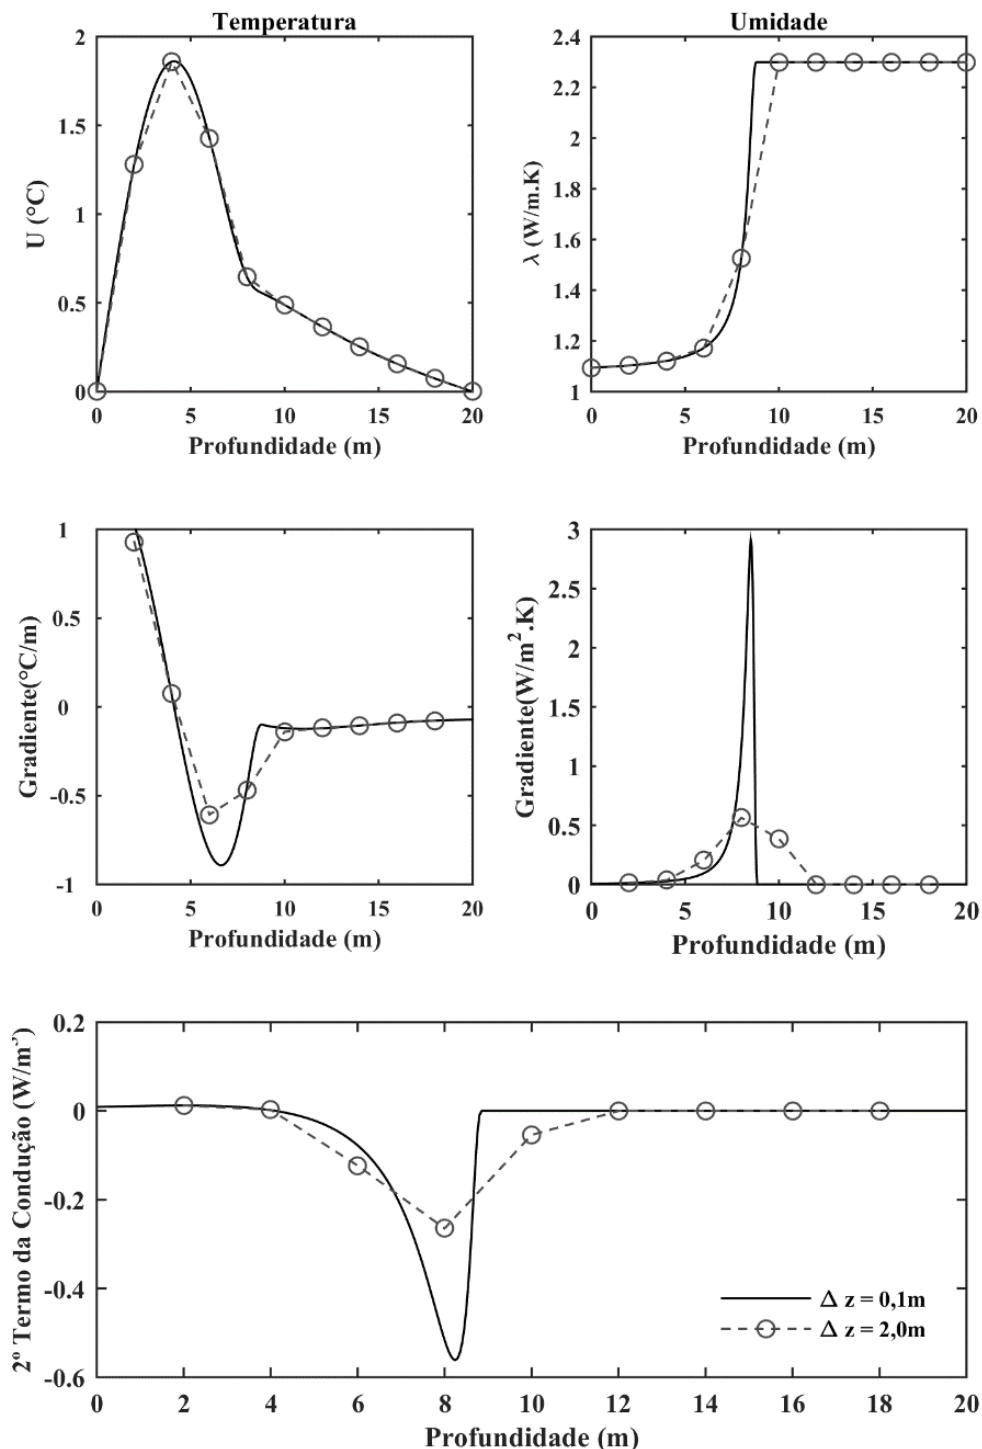 Temperatura
Umidade
U (°C)
2
1.5
1
0.5
0
0 5 10 15 20
Profundidade (m)
λ (W/m.K)
2.4
2.2
2
1.8
1.6
1.4
1.2
1
0 5 10 15 20
Profundidade (m)
Gradiente(°C/m)
1
0.5
0
-0.5
-1
0 5 10 15 20
Profundidade (m)
Gradiente(W/m².K)
3
2.5
2
1.5
1
0.5
0
0 5 10 15 20
Profundidade (m)
2º Termo da Condução (W/m³)
0.2
0
-0.2
-0.4
-0.6
0 2 4 6 8 10 12 14 16 18 20
Profundidade (m)
Δ z = 0,1m
Δ z = 2,0m